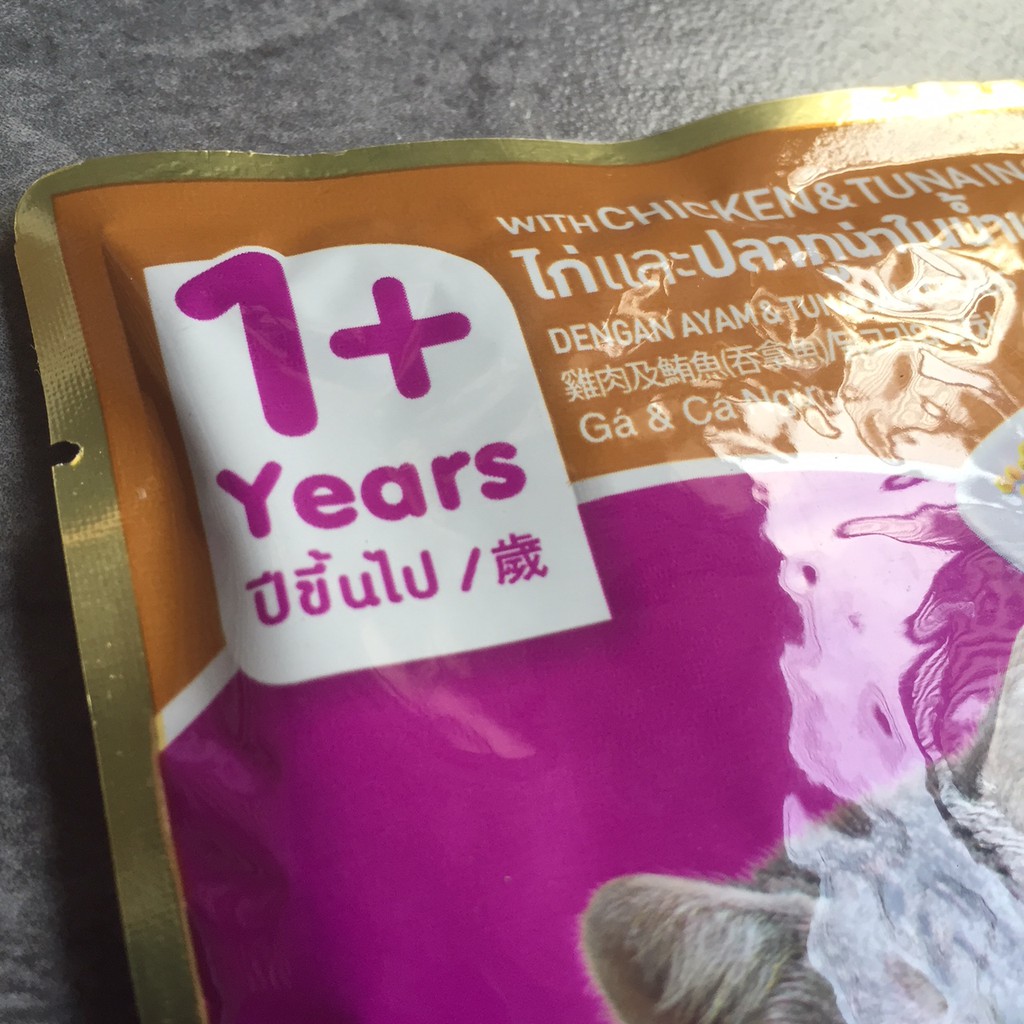 1+
Years
ปีขึ้นไป / 歲
WITH CHICKEN & TUNA IN
ไก่และปลาทูน่าในน้ำ
DENGAN AYAM & TUNA
雞肉及鮪魚(吞拿魚)/
Gá & Cá